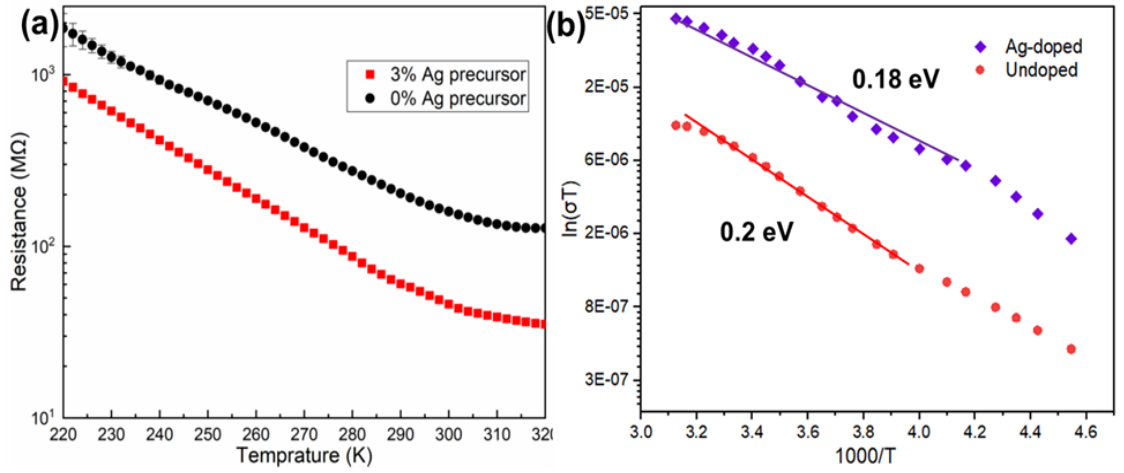 (a)
3% Ag precursor
0% Ag precursor
Resistance (MΩ)
10³
10²
10¹
220 230 240 250 260 270 280 290 300 310 320
Temprature (K)
(b)
Ag-doped
Undoped
0.18 eV
0.2 eV
ln(σT)
5E-05
2E-05
6E-06
2E-06
8E-07
3E-07
3.0 3.2 3.4 3.6 3.8 4.0 4.2 4.4 4.6
1000/T